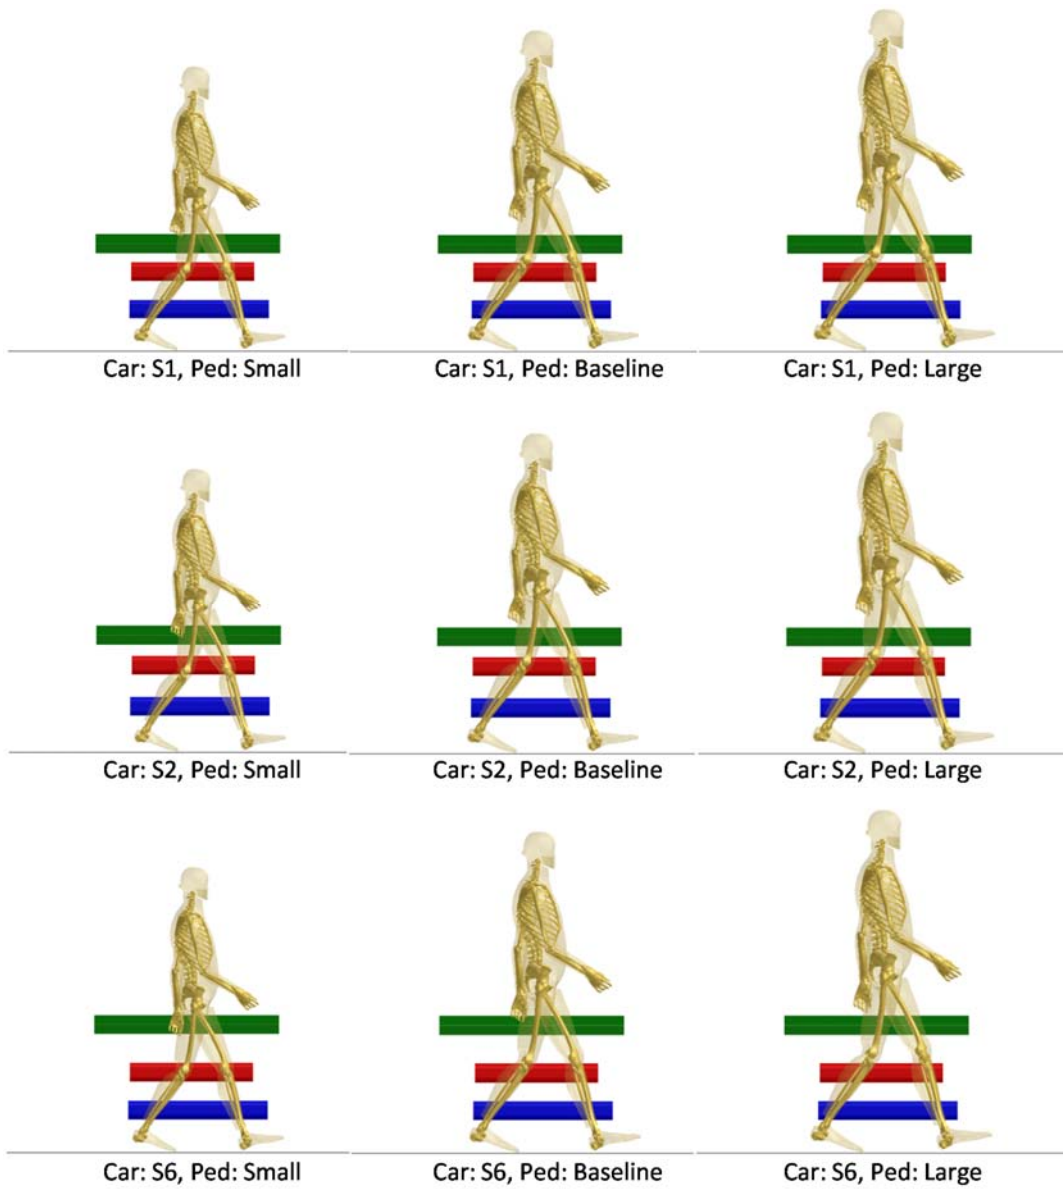 Car: S1, Ped: Small
Car: S1, Ped: Baseline
Car: S1, Ped: Large
Car: S2, Ped: Small
Car: S2, Ped: Baseline
Car: S2, Ped: Large
Car: S6, Ped: Small
Car: S6, Ped: Baseline
Car: S6, Ped: Large